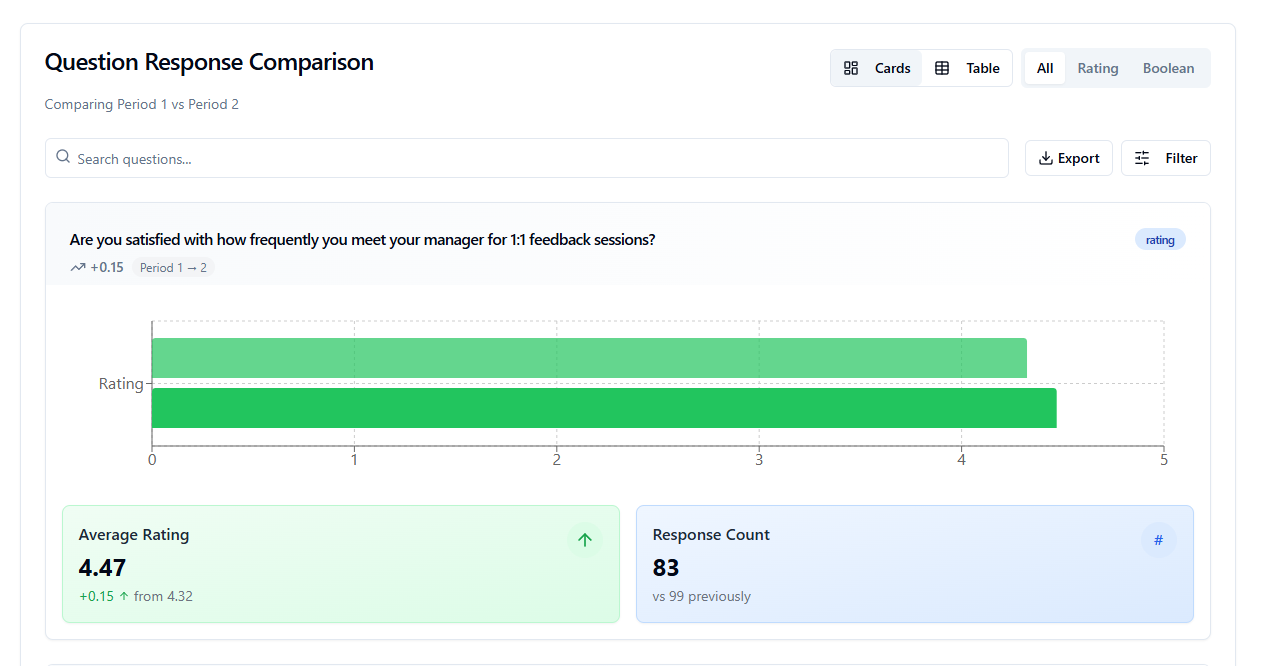 Question Response Comparison
Cards Table All Rating Boolean
Comparing Period 1 vs Period 2
Search questions...
Export Filter
Are you satisfied with how frequently you meet your manager for 1:1 feedback sessions?
rating
+0.15 Period 1 → 2
Rating
0 1 2 3 4 5
Average Rating
4.47
+0.15 ↑ from 4.32
Response Count
#
83
vs 99 previously